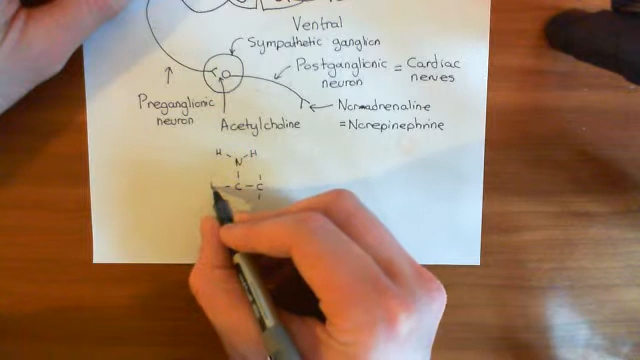 Ventral
Sympathetic ganglion
Postganglionic = Cardiac
neuron nerves
Preganglionic
neuron
Noradrenaline
Acetylcholine = Norepinephrine
H H
N
C - C